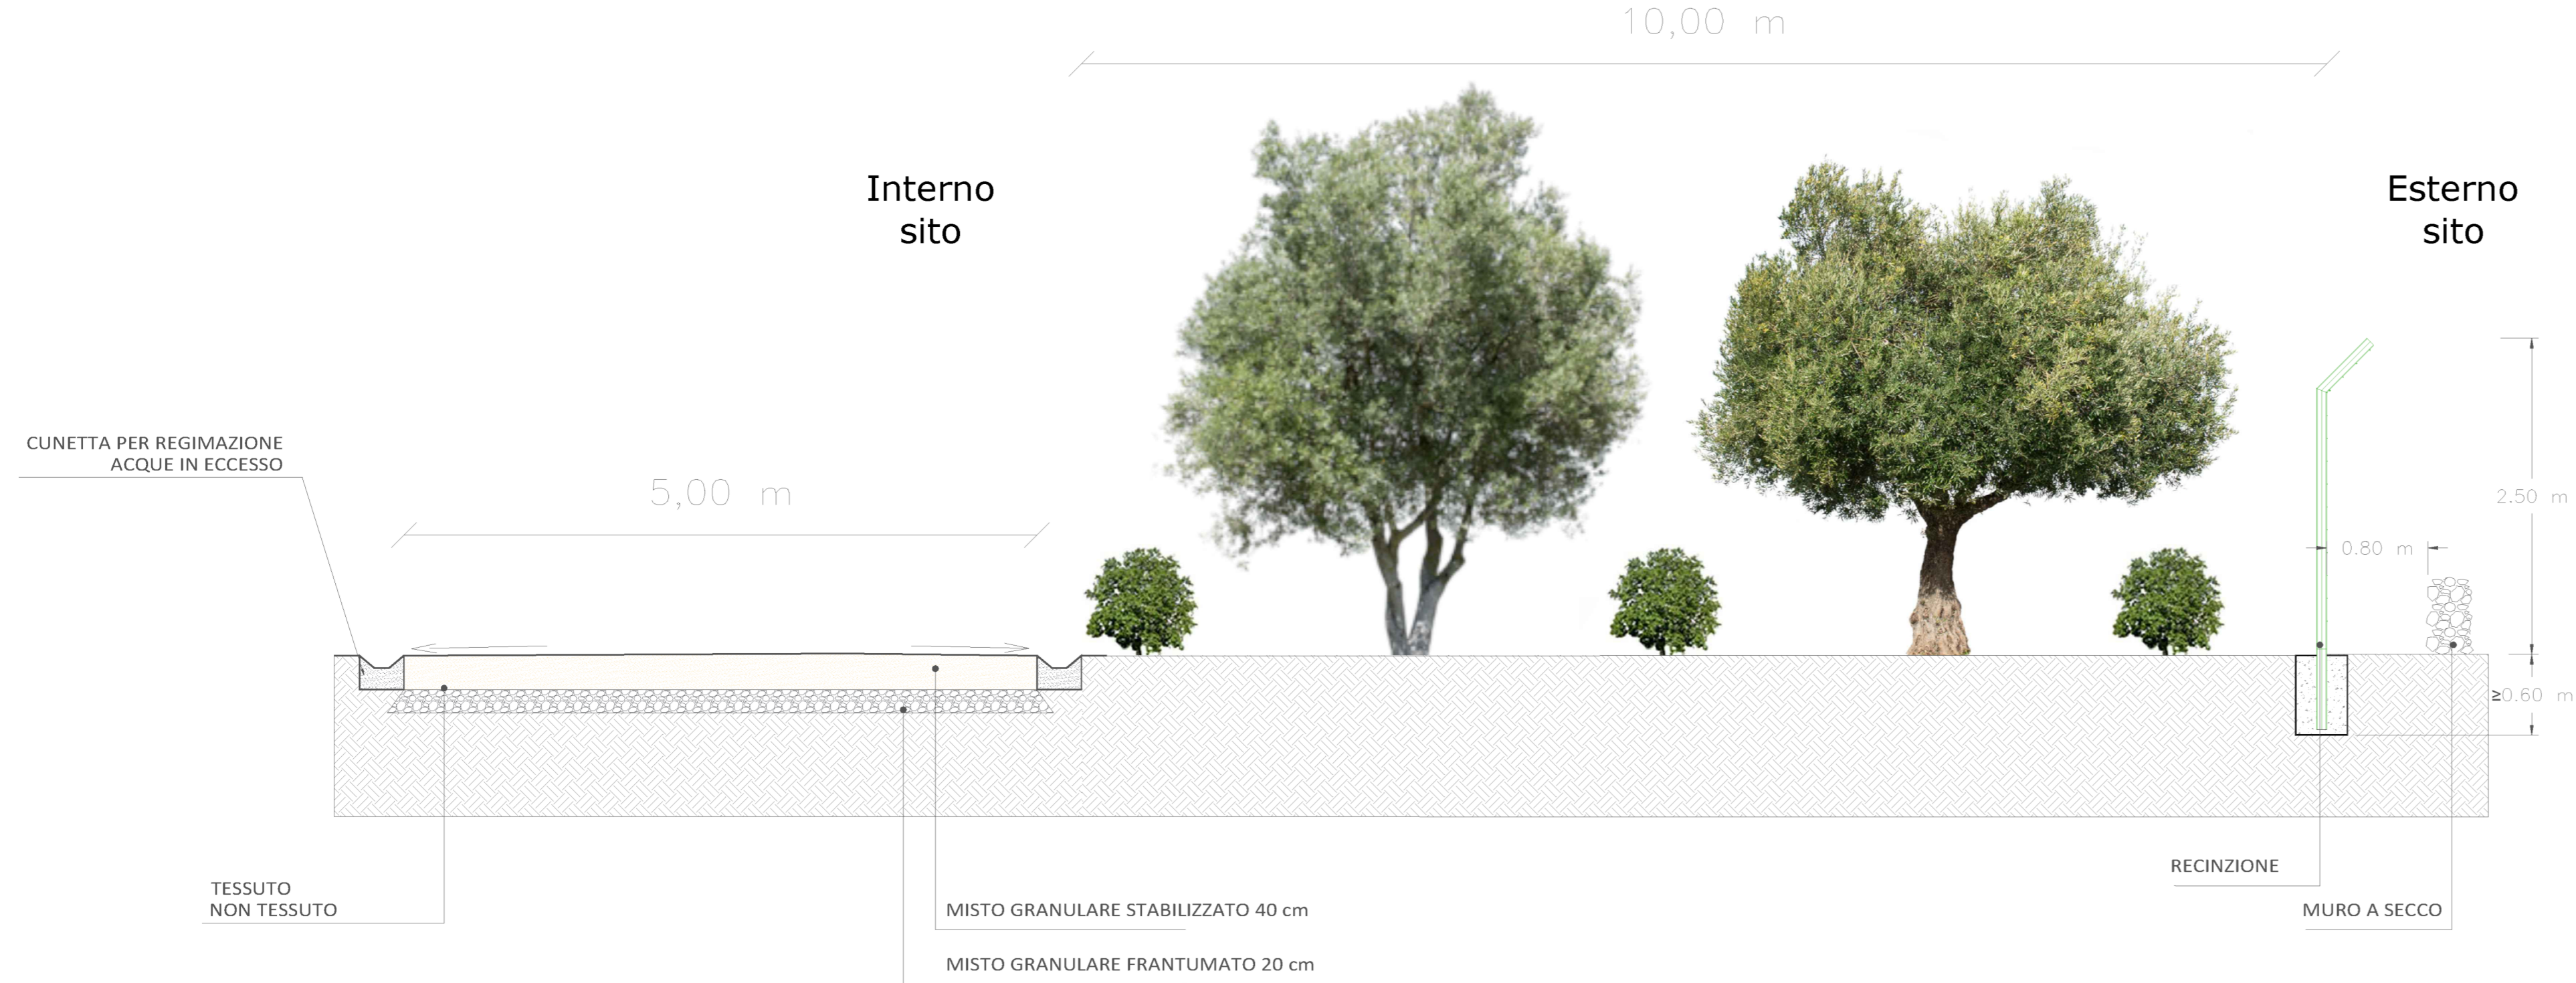 10,00 m
Interno
sito
Esterno
sito
CUNETTA PER REGIMAZIONE
ACQUE IN ECCESSO
5,00 m
2.50 m
0.80 m
≥0.60 m
TESSUTO
NON TESSUTO
MISTO GRANULARE STABILIZZATO 40 cm
MISTO GRANULARE FRANTUMATO 20 cm
RECINZIONE
MURO A SECCO